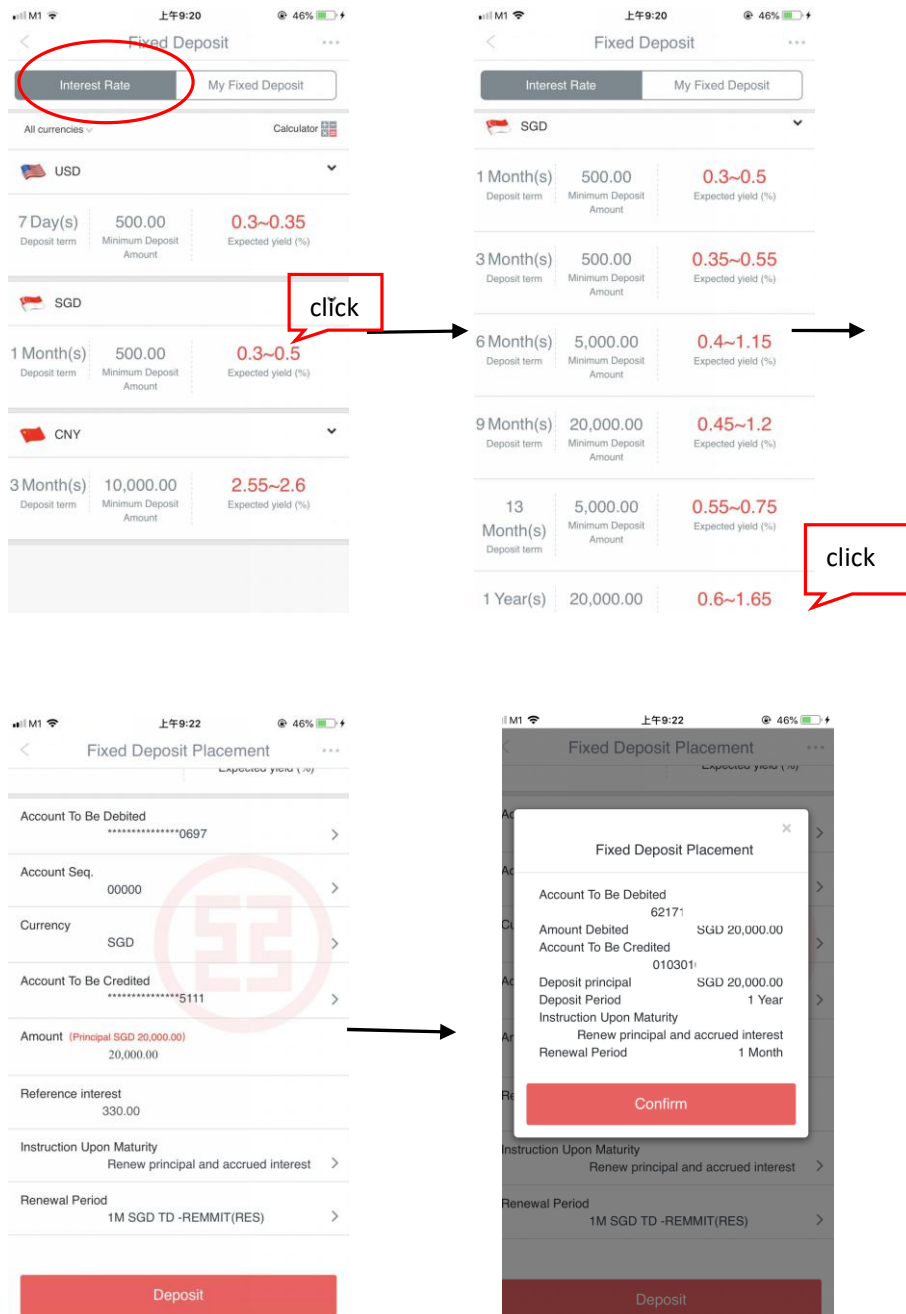 M1 上午9:20 46%
Fixed Deposit
Interest Rate My Fixed Deposit
All currencies Calculator
USD
7 Day(s) 500.00 0.3~0.35
Deposit term Minimum Deposit Expected yield (%)
Amount
SGD
click
1 Month(s) 500.00 0.3~0.5
Deposit term Minimum Deposit Expected yield (%)
Amount
CNY
3 Month(s) 10,000.00 2.55~2.6
Deposit term Minimum Deposit Expected yield (%)
Amount
M1 上午9:20 46%
Fixed Deposit
Interest Rate My Fixed Deposit
SGD
1 Month(s) 500.00 0.3~0.5
Deposit term Minimum Deposit Expected yield (%)
Amount
3 Month(s) 500.00 0.35~0.55
Deposit term Minimum Deposit Expected yield (%)
Amount
6 Month(s) 5,000.00 0.4~1.15
Deposit term Minimum Deposit Expected yield (%)
Amount
9 Month(s) 20,000.00 0.45~1.2
Deposit term Minimum Deposit Expected yield (%)
Amount
13 5,000.00 0.55~0.75
Month(s) Minimum Deposit Expected yield (%)
Deposit term Amount
click
1 Year(s) 20,000.00 0.6~1.65
M1 上午9:22 46%
Fixed Deposit Placement
Expected yield (%)
Account To Be Debited
***************0697
Account Seq.
00000
Currency
SGD
Account To Be Credited
***************5111
Amount (Principal SGD 20,000.00)
20,000.00
Reference interest
330.00
Instruction Upon Maturity
Renew principal and accrued interest
Renewal Period
1M SGD TD -REMMIT(RES)
Deposit
M1 上午9:22 46%
Fixed Deposit Placement
Expected yield (%)
Fixed Deposit Placement
Account To Be Debited
62171
Amount Debited SGD 20,000.00
Account To Be Credited
010301
Deposit principal SGD 20,000.00
Deposit Period 1 Year
Instruction Upon Maturity
Renew principal and accrued interest
Renewal Period 1 Month
Confirm
Instruction Upon Maturity
Renew principal and accrued interest
Renewal Period
1M SGD TD -REMMIT(RES)
Deposit